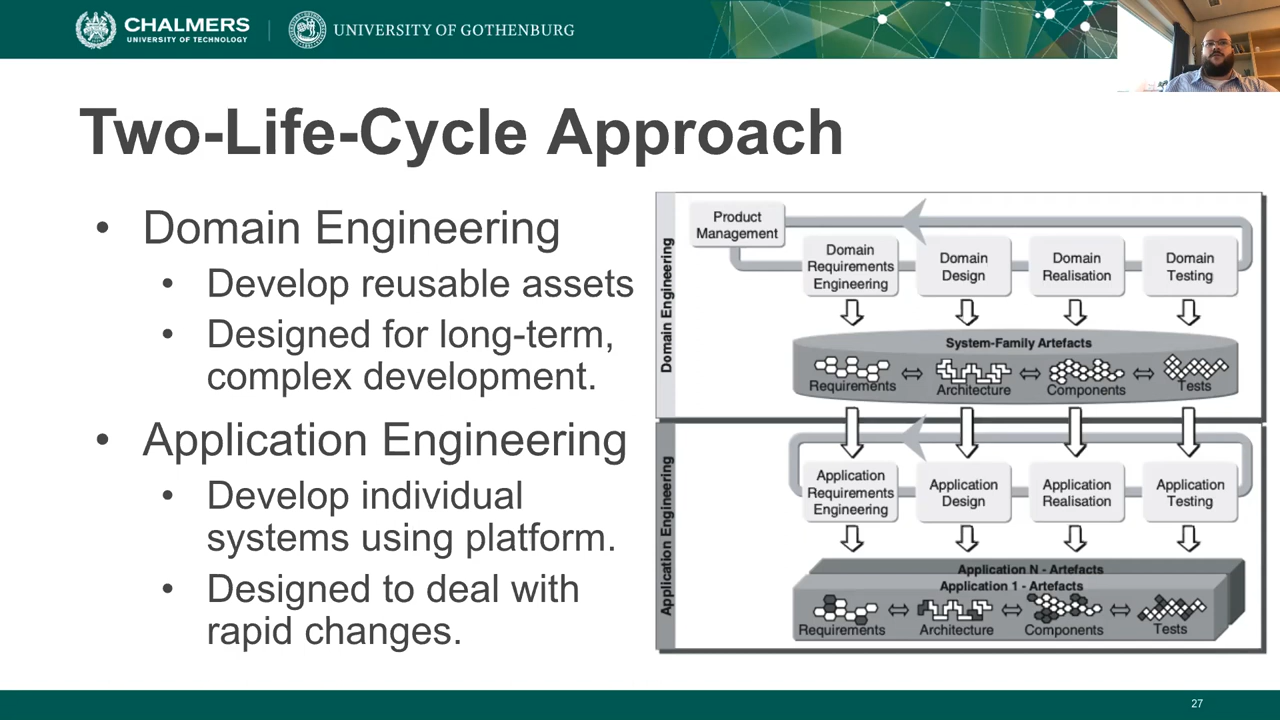 CHALMERS
UNIVERSITY OF TECHNOLOGY
UNIVERSITY OF GOTHENBURG
Two-Life-Cycle Approach
• Domain Engineering
• Develop reusable assets
• Designed for long-term,
complex development.
• Application Engineering
• Develop individual
systems using platform.
• Designed to deal with
rapid changes.
Domain Engineering
Product
Management
Domain
Requirements
Engineering
Domain
Design
Domain
Realisation
Domain
Testing
System-Family Artefacts
Requirements
Architecture
Components
Tests
Application Engineering
Application
Requirements
Engineering
Application
Design
Application
Realisation
Application
Testing
Application N - Artefacts
Application 1 - Artefacts
Requirements
Architecture
Components
Tests
27